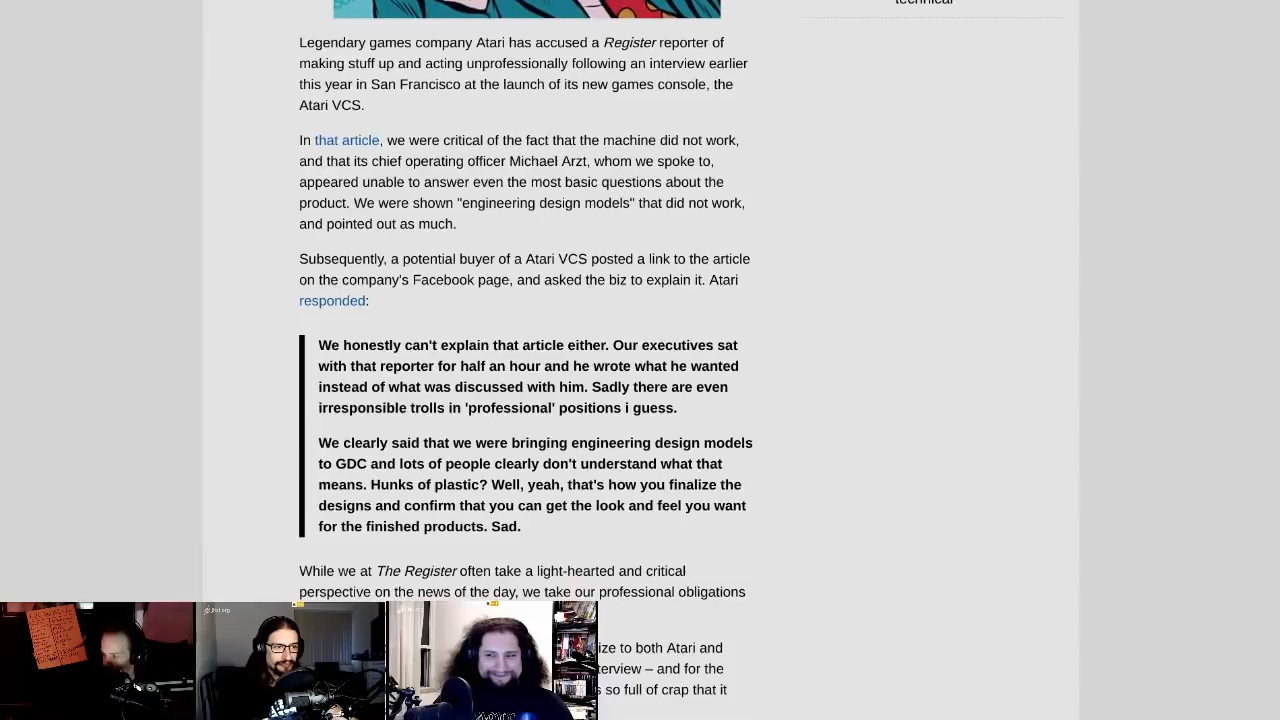 technical
Legendary games company Atari has accused a Register reporter of
making stuff up and acting unprofessionally following an interview earlier
this year in San Francisco at the launch of its new games console, the
Atari VCS.
In that article, we were critical of the fact that the machine did not work,
and that its chief operating officer Michael Arzt, whom we spoke to,
appeared unable to answer even the most basic questions about the
product. We were shown "engineering design models" that did not work,
and pointed out as much.
Subsequently, a potential buyer of a Atari VCS posted a link to the article
on the company's Facebook page, and asked the biz to explain it. Atari
responded:
We honestly can't explain that article either. Our executives sat
with that reporter for half an hour and he wrote what he wanted
instead of what was discussed with him. Sadly there are even
irresponsible trolls in 'professional' positions i guess.
We clearly said that we were bringing engineering design models
to GDC and lots of people clearly don't understand what that
means. Hunks of plastic? Well, yeah, that's how you finalize the
designs and confirm that you can get the look and feel you want
for the finished products. Sad.
While we at The Register often take a light-hearted and critical
perspective on the news of the day, we take our professional obligations
ize to both Atari and
terview – and for the
s so full of crap that it
jitsi.org